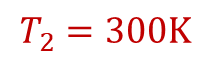 T₂ = 300K